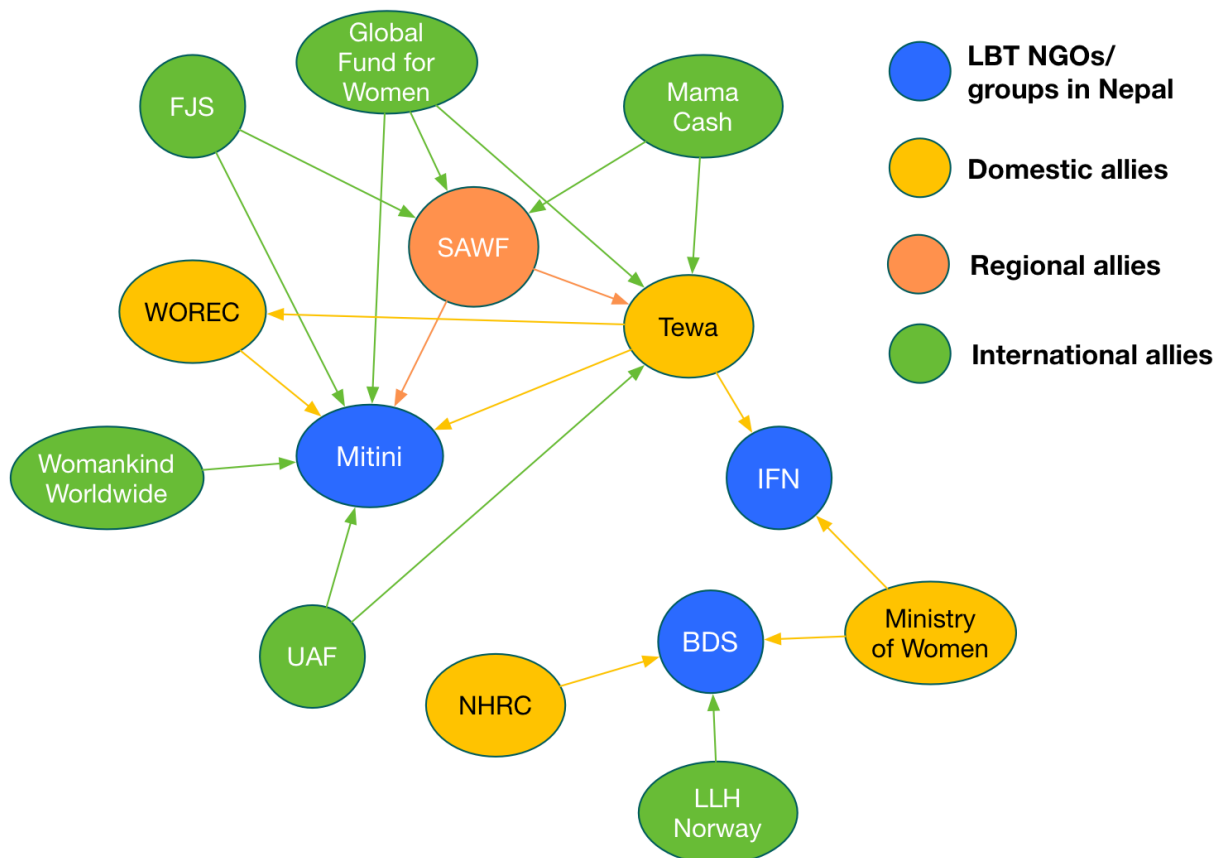 Global
Fund for
Women
FJS
Mama
Cash
SAWF
WOREC
Tewa
Mitini
Womankind
Worldwide
IFN
UAF
BDS
Ministry
of Women
NHRC
LLH
Norway
LBT NGOs/
groups in Nepal
Domestic allies
Regional allies
International allies